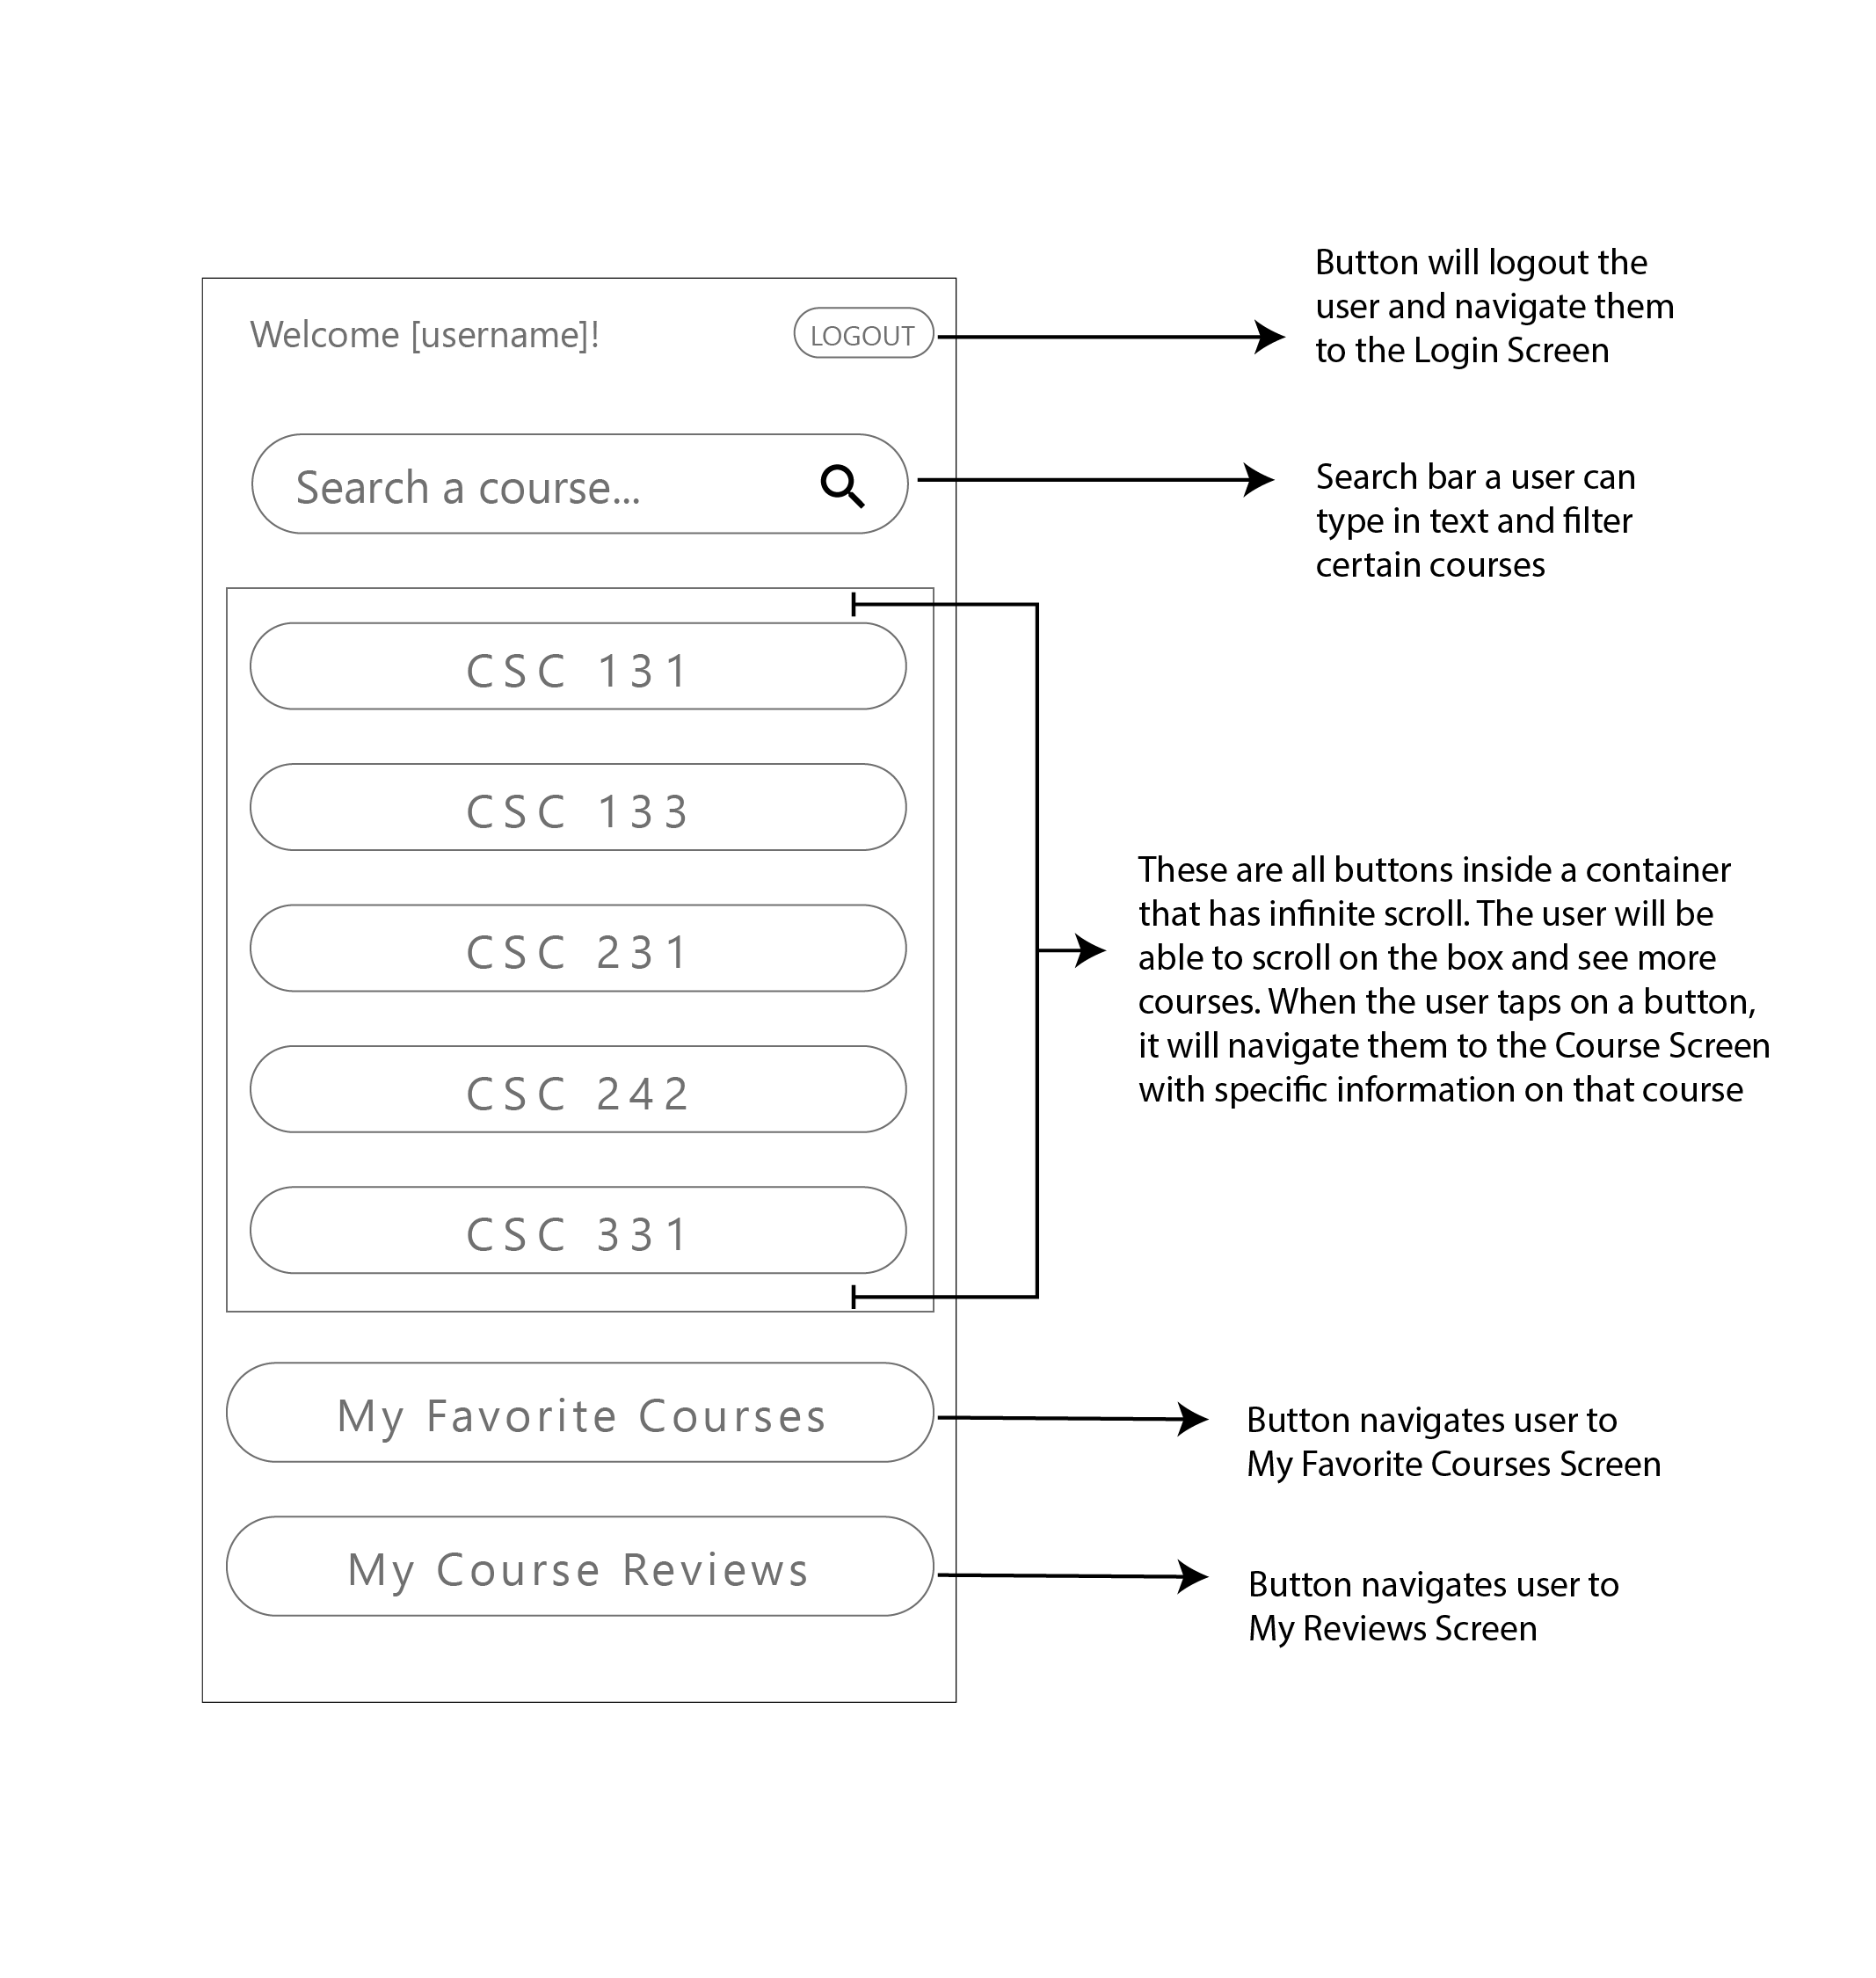 Welcome [username]!
LOGOUT
Button will logout the
user and navigate them
to the Login Screen
Search a course...
Search bar a user can
type in text and filter
certain courses
CSC 131
CSC 133
CSC 231
CSC 242
CSC 331
These are all buttons inside a container
that has infinite scroll. The user will be
able to scroll on the box and see more
courses. When the user taps on a button,
it will navigate them to the Course Screen
with specific information on that course
My Favorite Courses
Button navigates user to
My Favorite Courses Screen
My Course Reviews
Button navigates user to
My Reviews Screen